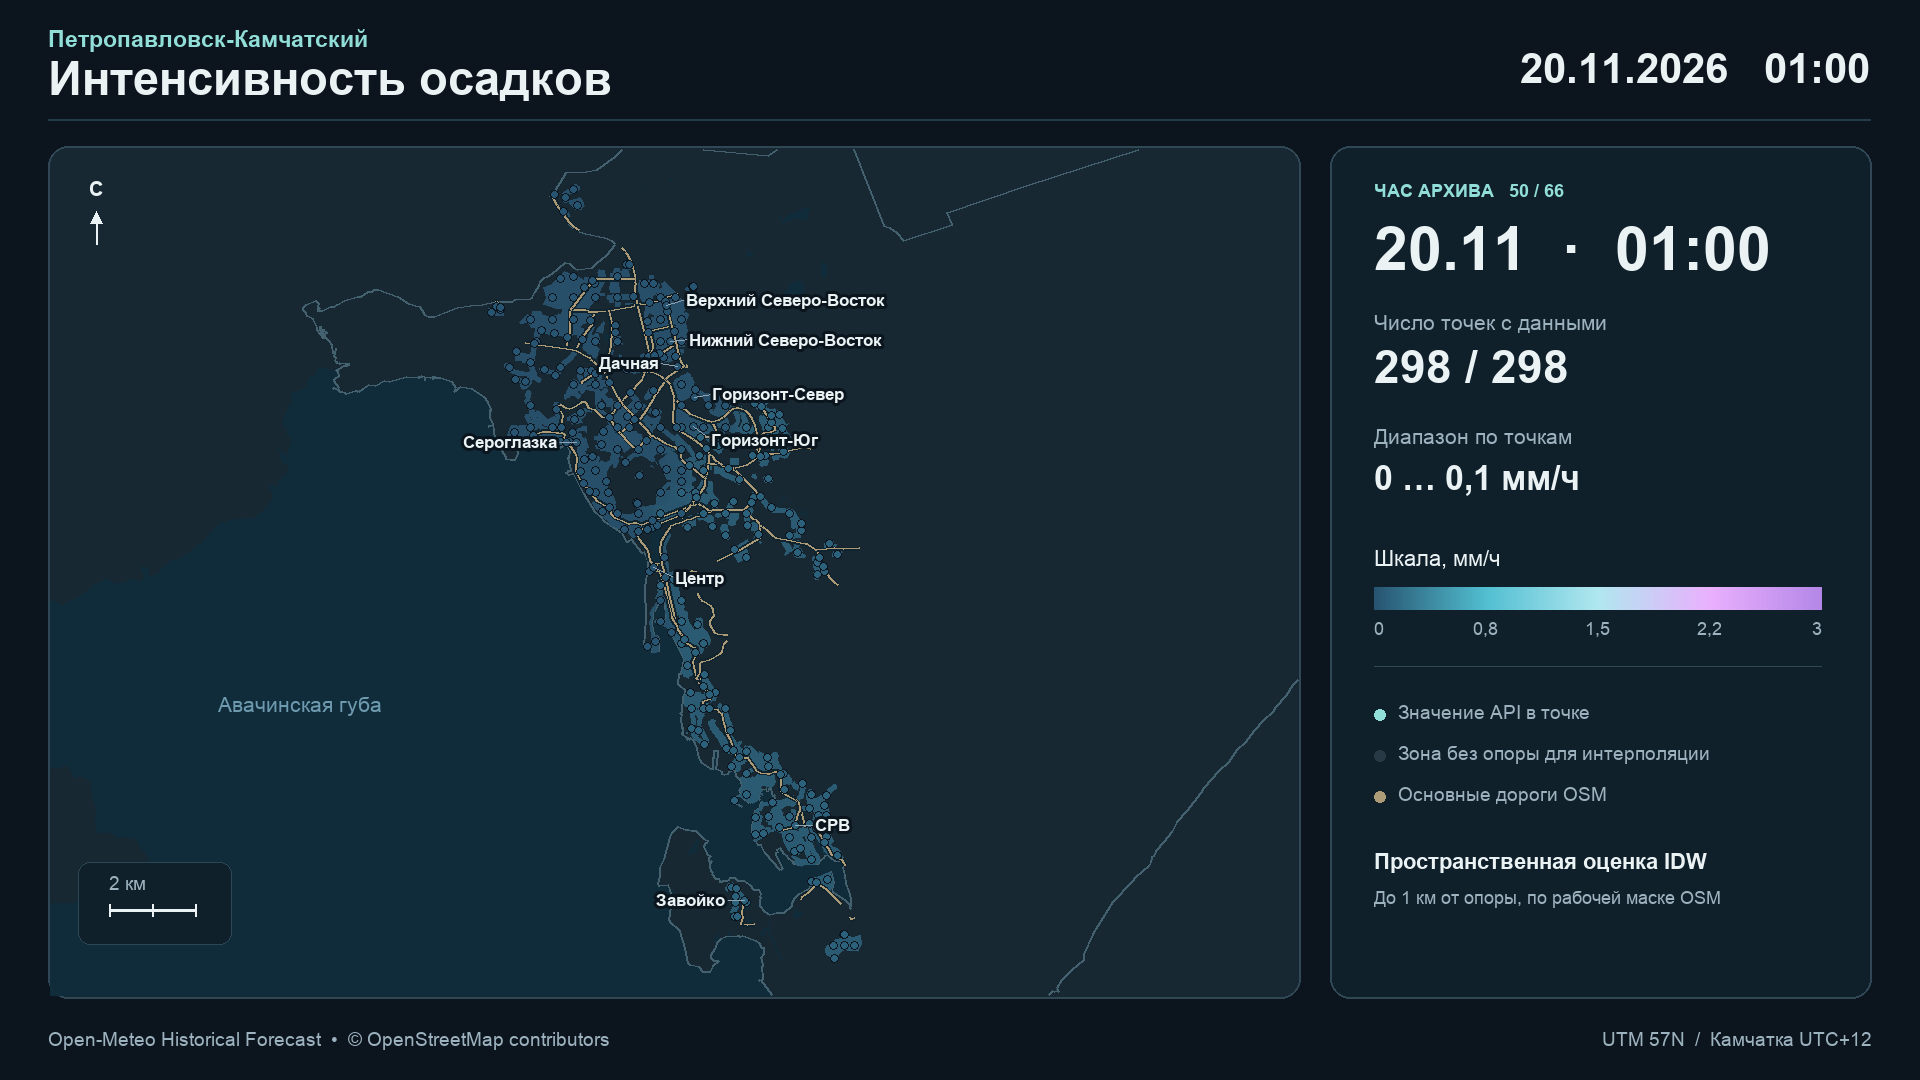 Петропавловск-Камчатский
Интенсивность осадков
20.11.2026 01:00
С
Верхний Северо-Восток
Нижний Северо-Восток
Дачная
Горизонт-Север
Горизонт-Юг
Сероглазка
Центр
Авачинская губа
СРВ
Завойко
2 км
ЧАС АРХИВА 50 / 66
20.11 · 01:00
Число точек с данными
298 / 298
Диапазон по точкам
0 … 0,1 мм/ч
Шкала, мм/ч
0 0,8 1,5 2,2 3
Значение API в точке
Зона без опоры для интерполяции
Основные дороги OSM
Пространственная оценка IDW
До 1 км от опоры, по рабочей маске OSM
Open-Meteo Historical Forecast • © OpenStreetMap contributors
UTM 57N / Камчатка UTC+12